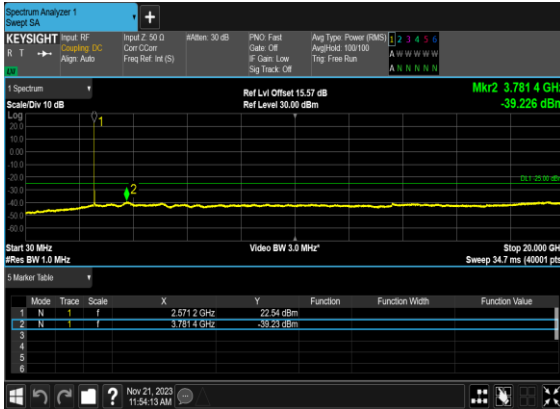 Spectrum Analyzer 1
Swept SA
+
KEYSIGHT Input: RF Input Z: 50 Ω #Atten: 30 dB PNO: Fast Avg Type: Power (RMS) 1 2 3 4 5 6
R T Coupling: DC Corr CCorr Gate: Off Avg|Hold: 100/100 A W W W W W
Align: Auto Freq Ref: Int (S) IF Gain: Low Trig: Free Run
Sig Track: Off A N N N N N
1 Spectrum
Ref Lvl Offset 15.57 dB Mkr2 3.781 4 GHz
Scale/Div 10 dB Ref Level 30.00 dBm -39.226 dBm
Log
20.0
10.0
0.00
-10.0
-20.0
-30.0
-40.0
-50.0
-60.0
1
2
DL1 -25.00 dBm
Start 30 MHz Video BW 3.0 MHz* Stop 20.000 GH
#Res BW 1.0 MHz Sweep 34.7 ms (40001 pts
5 Marker Table
Mode Trace Scale X Y Function Function Width Function Value
1 N 1 f 2.571 2 GHz 22.54 dBm
2 N 1 f 3.781 4 GHz -39.23 dBm
3
4
5
6
? Nov 21, 2023
11:54:13 AM